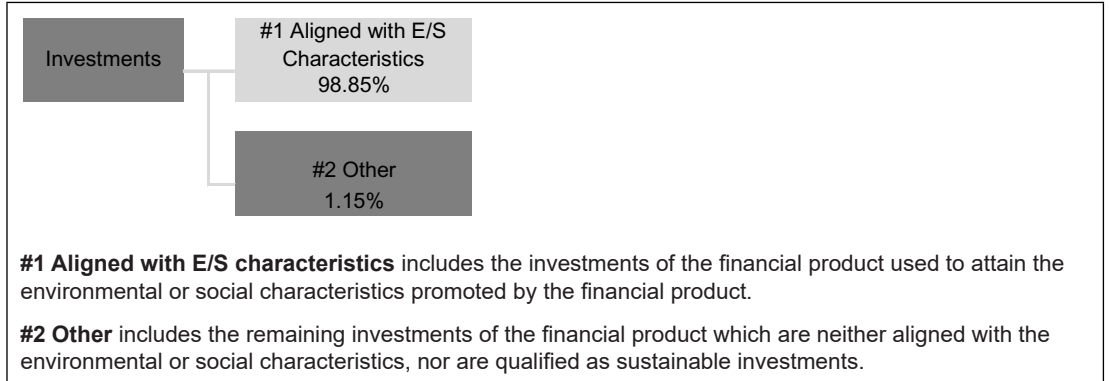 Investments
#1 Aligned with E/S
Characteristics
98.85%
#2 Other
1.15%
#1 Aligned with E/S characteristics includes the investments of the financial product used to attain the
environmental or social characteristics promoted by the financial product.
#2 Other includes the remaining investments of the financial product which are neither aligned with the
environmental or social characteristics, nor are qualified as sustainable investments.